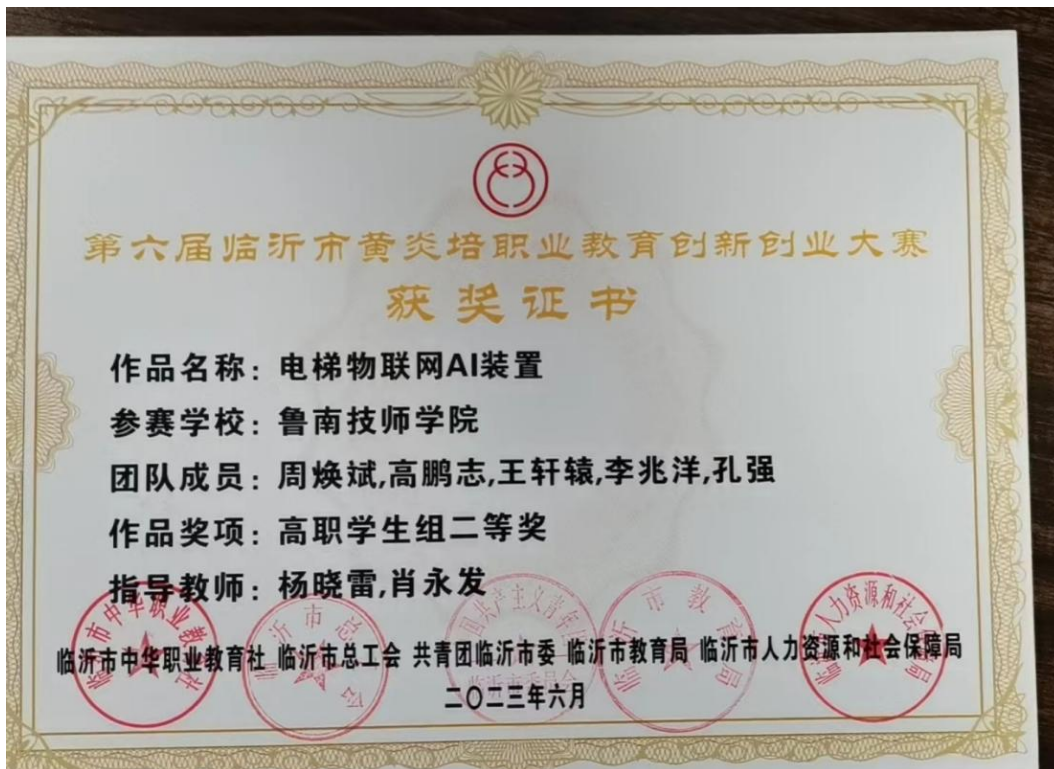 第六届临沂市黄炎培职业教育创新创业大赛
获奖证书
作品名称：电梯物联网AI装置
参赛学校：鲁南技师学院
团队成员：周焕斌,高鹏志,王轩辕,李兆洋,孔强
作品奖项：高职学生组二等奖
指导教师：杨晓雷,肖永发
临沂市中华职业教育社 临沂市总工会 共青团临沂市委 临沂市教育局 临沂市人力资源和社会保障局
二〇二三年六月